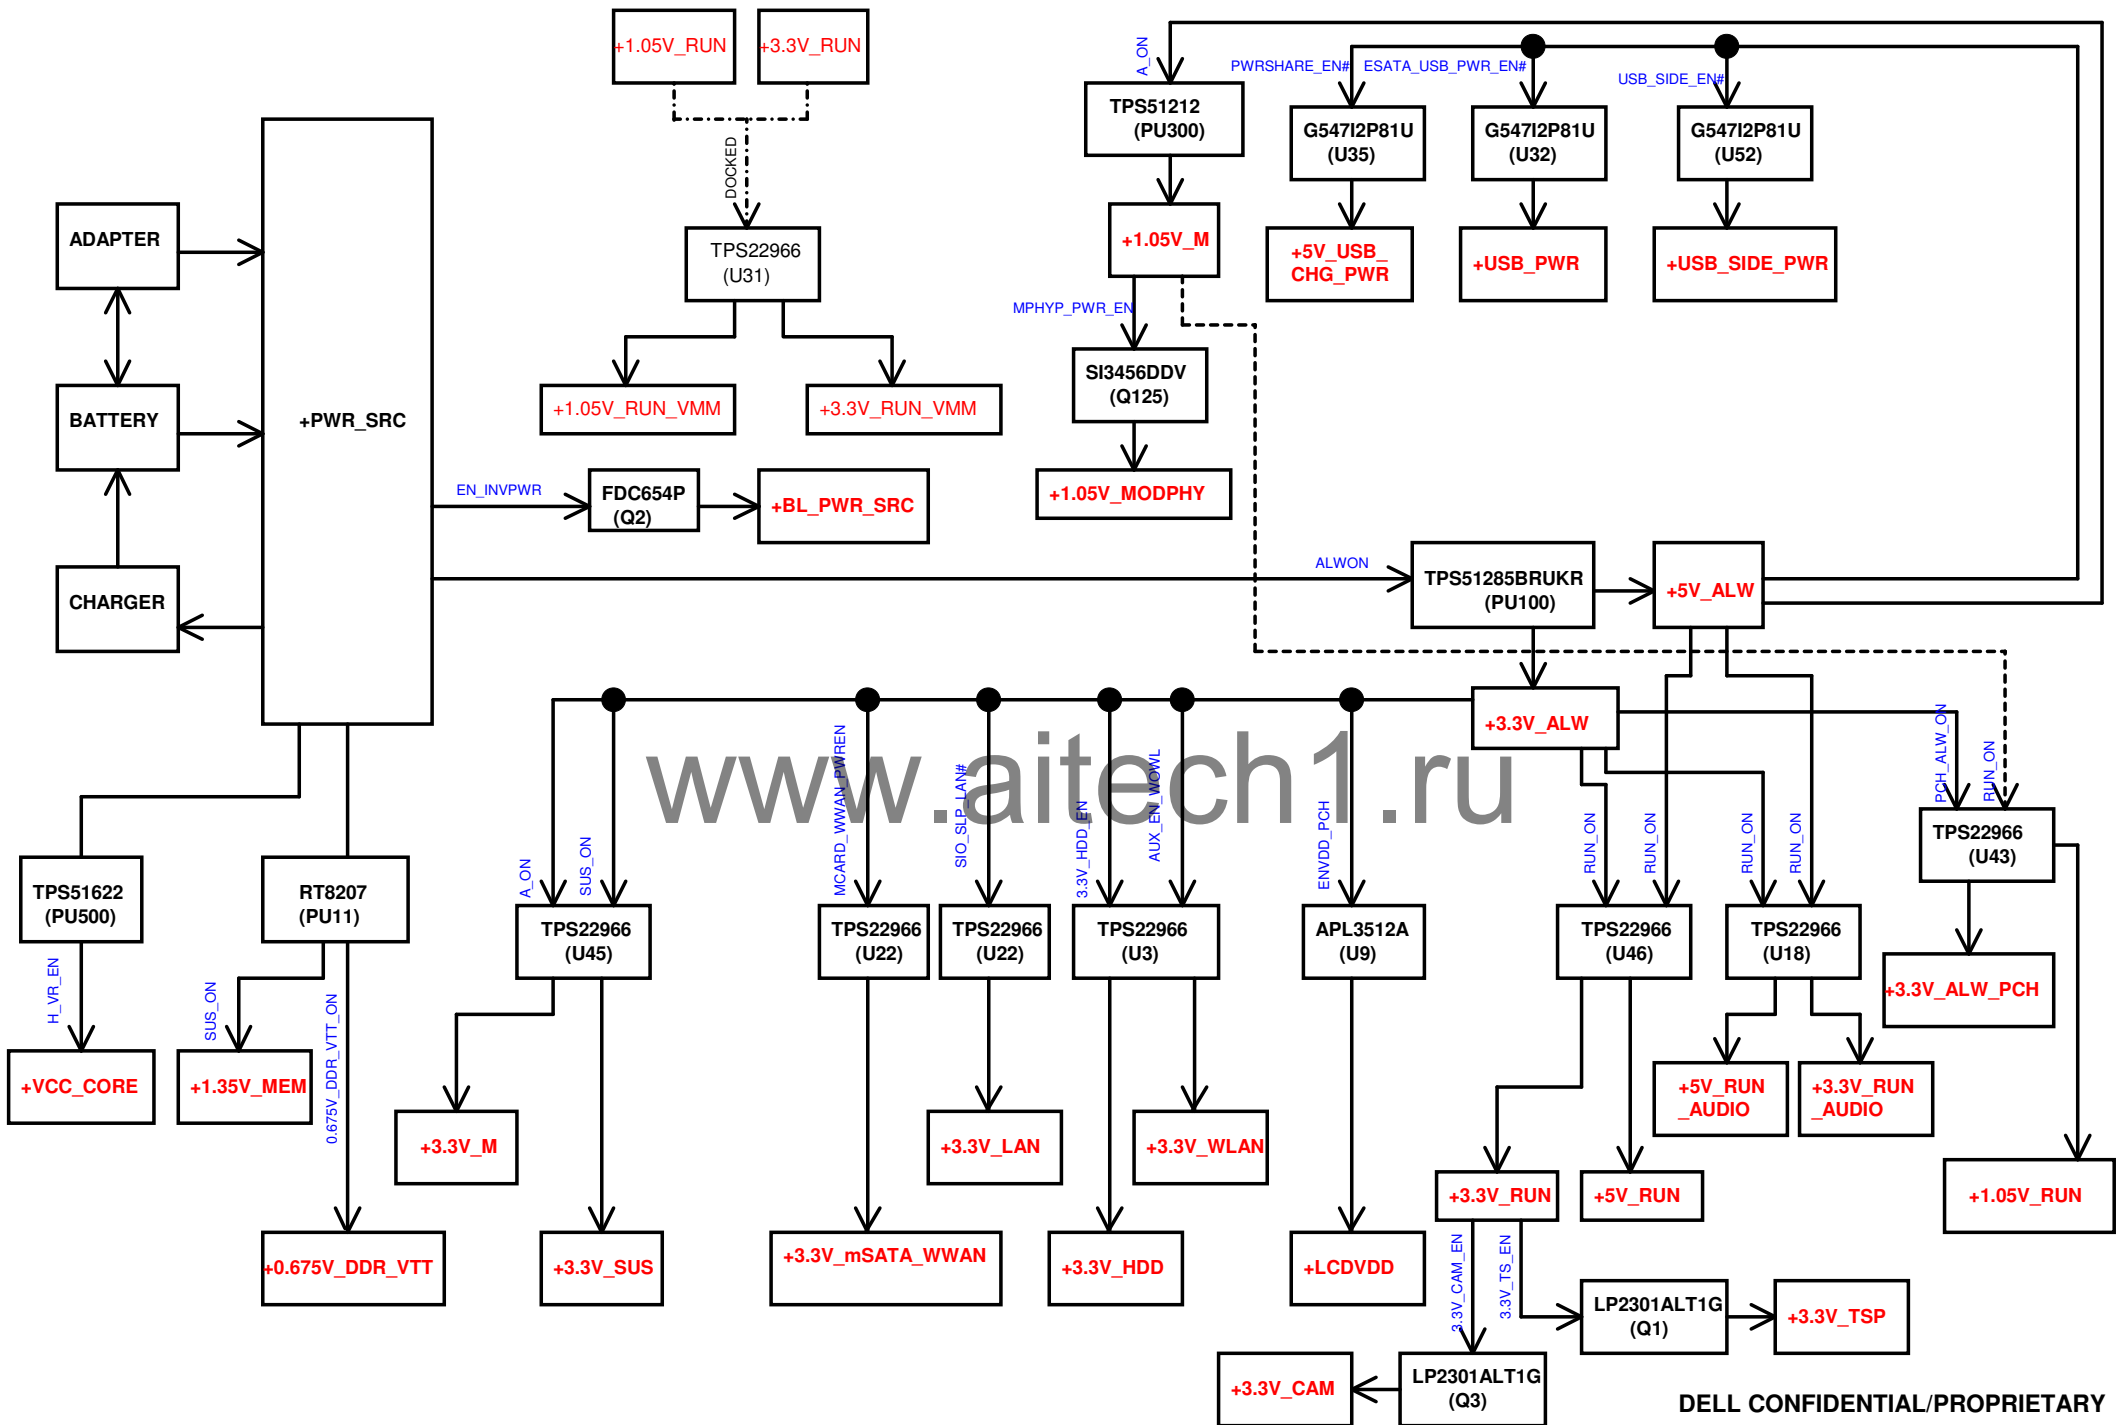 +1.05V_RUN
+3.3V_RUN
DOCKED
TPS22966
(U31)
+1.05V_RUN_VMM
+3.3V_RUN_VMM
A_ON
TPS51212
(PU300)
+1.05V_M
MPHYP_PWR_EN
SI3456DDV
(Q125)
+1.05V_MODPHY
PWRSHARE_EN#
ESATA_USB_PWR_EN#
USB_SIDE_EN#
G547I2P81U
(U35)
G547I2P81U
(U32)
G547I2P81U
(U52)
+5V_USB_
CHG_PWR
+USB_PWR
+USB_SIDE_PWR
ADAPTER
BATTERY
CHARGER
+PWR_SRC
EN_INVPWR
FDC654P
(Q2)
+BL_PWR_SRC
ALWON
TPS51285BRUKR
(PU100)
+5V_ALW
+3.3V_ALW
www.aitech1.ru
TPS51622
(PU500)
H_VR_EN
+VCC_CORE
RT8207
(PU11)
SUS_ON
0.675V_DDR_VTT_ON
+1.35V_MEM
+0.675V_DDR_VTT
A_ON
SUS_ON
TPS22966
(U45)
+3.3V_M
+3.3V_SUS
MCARD_WWAN_PWREN
TPS22966
(U22)
+3.3V_mSATA_WWAN
SIO_SLP_LAN#
TPS22966
(U22)
+3.3V_LAN
3.3V_HDD_EN
AUX_EN_WOWL
TPS22966
(U3)
+3.3V_HDD
+3.3V_WLAN
ENVDD_PCH
APL3512A
(U9)
+LCDVDD
RUN_ON
RUN_ON
TPS22966
(U46)
+3.3V_RUN
+5V_RUN
RUN_ON
RUN_ON
TPS22966
(U18)
+5V_RUN
_AUDIO
+3.3V_RUN
_AUDIO
PCH_ALW_ON
RUN_ON
TPS22966
(U43)
+3.3V_ALW_PCH
+1.05V_RUN
3.3V_CAM_EN
3.3V_TS_EN
LP2301ALT1G
(Q1)
+3.3V_TSP
LP2301ALT1G
(Q3)
+3.3V_CAM
DELL CONFIDENTIAL/PROPRIETARY